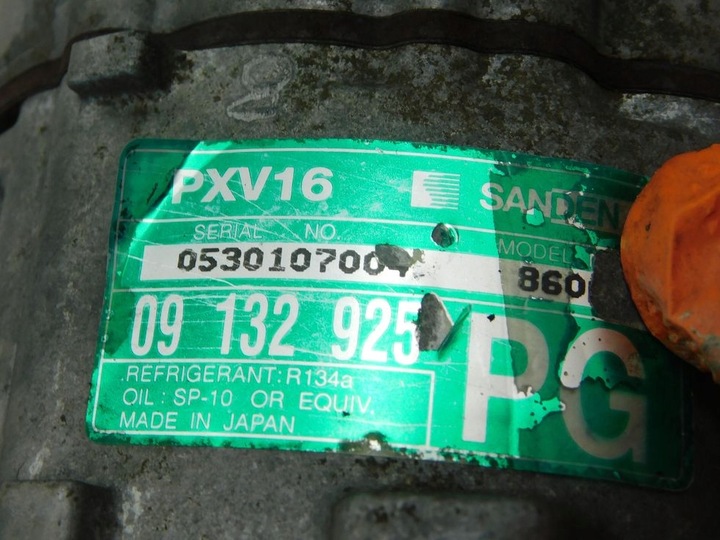 PXV16 SANDEN
SERIAL NO. MODEL
0530107004 860
09 132 925
PG
REFRIGERANT: R134a
OIL : SP-10 OR EQUIV.
MADE IN JAPAN